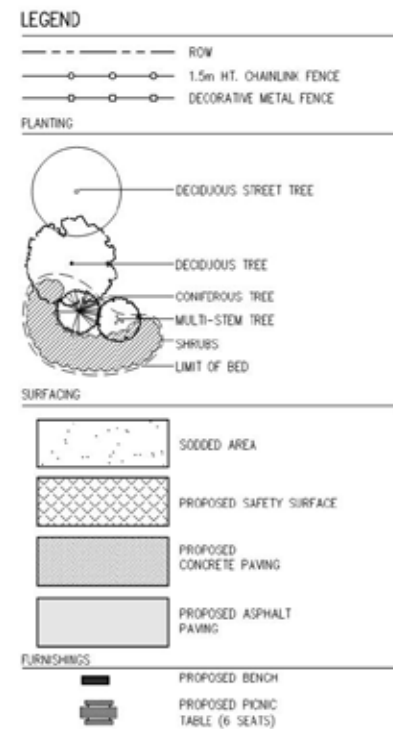 LEGEND
ROW
1.5m HT. CHAINLINK FENCE
DECORATIVE METAL FENCE
PLANTING
DECIDUOUS STREET TREE
DECIDUOUS TREE
CONIFEROUS TREE
MULTI-STEM TREE
SHRUBS
LIMIT OF BED
SURFACING
SODDED AREA
PROPOSED SAFETY SURFACE
PROPOSED
CONCRETE PAVING
PROPOSED ASPHALT
PAVING
FURNISHINGS
PROPOSED BENCH
PROPOSED PICNIC
TABLE (6 SEATS)